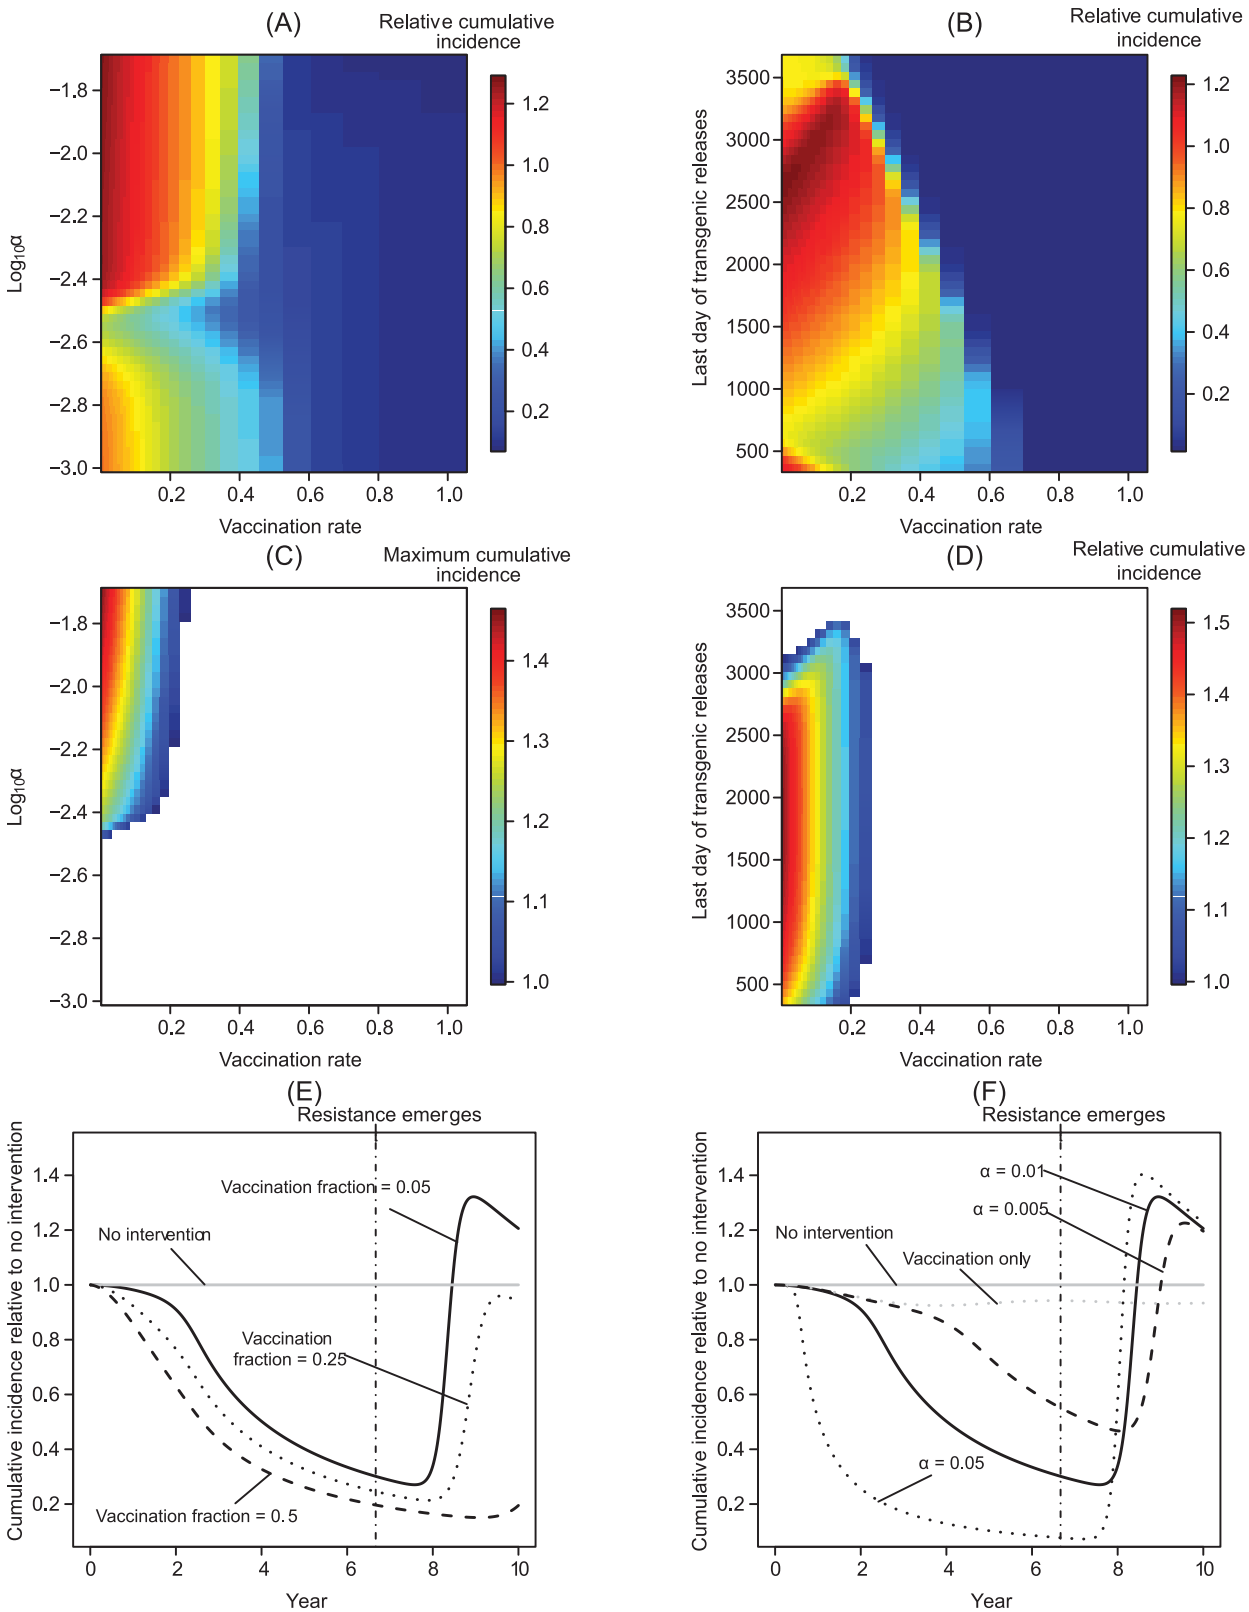 (A)
Relative cumulative
incidence
Log10α
−1.8
−2.0
−2.2
−2.4
−2.6
−2.8
−3.0
0.2 0.4 0.6 0.8 1.0
Vaccination rate
1.2
1.0
0.8
0.6
0.4
0.2
(B)
Relative cumulative
incidence
Last day of transgenic releases
3500
3000
2500
2000
1500
1000
500
0.2 0.4 0.6 0.8 1.0
Vaccination rate
1.2
1.0
0.8
0.6
0.4
0.2
(C)
Maximum cumulative
incidence
Log10α
−1.8
−2.0
−2.2
−2.4
−2.6
−2.8
−3.0
0.2 0.4 0.6 0.8 1.0
Vaccination rate
1.4
1.3
1.2
1.1
1.0
(D)
Relative cumulative
incidence
Last day of transgenic releases
3500
3000
2500
2000
1500
1000
500
0.2 0.4 0.6 0.8 1.0
Vaccination rate
1.5
1.4
1.3
1.2
1.1
1.0
(E)
Resistance emerges
Cumulative incidence relative to no intervention
1.4
1.2
1.0
0.8
0.6
0.4
0.2
Vaccination fraction = 0.05
No intervention
Vaccination
fraction = 0.25
Vaccination fraction = 0.5
0 2 4 6 8 10
Year
(F)
Resistance emerges
Cumulative incidence relative to no intervention
1.4
1.2
1.0
0.8
0.6
0.4
0.2
α = 0.01
α = 0.005
No intervention
Vaccination only
α = 0.05
0 2 4 6 8 10
Year